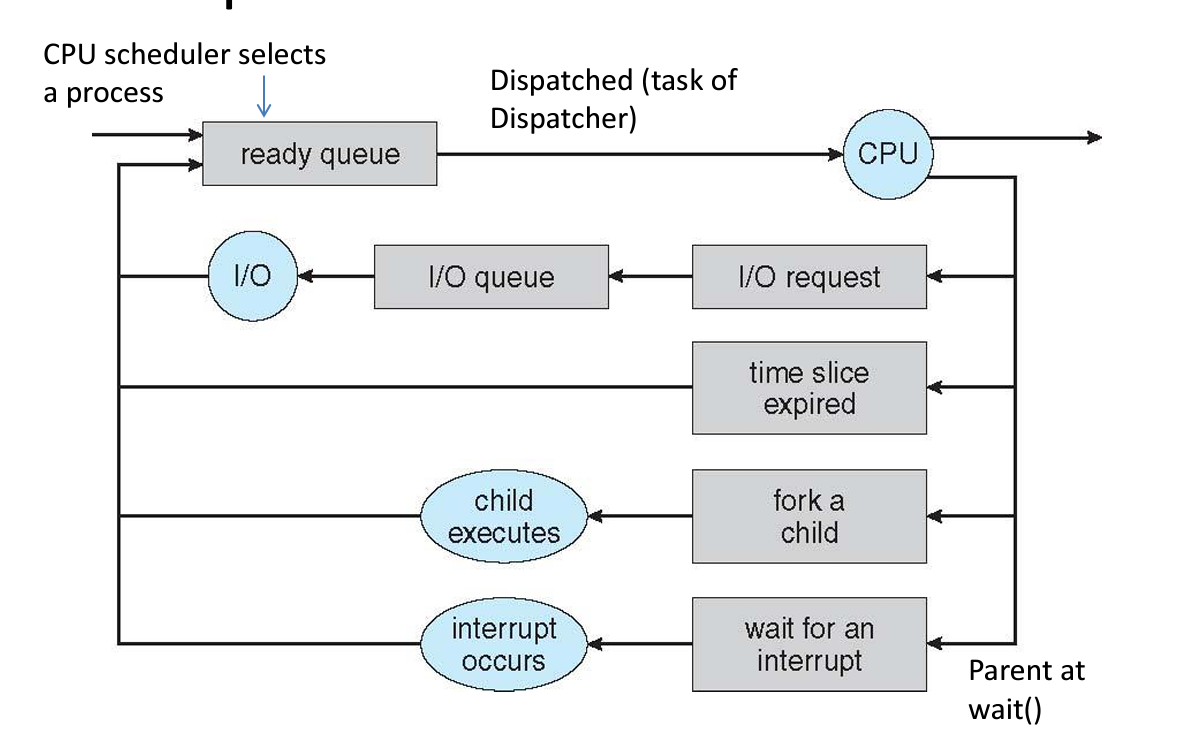 CPU scheduler selects
a process
Dispatched (task of
Dispatcher)
ready queue
CPU
I/O
I/O queue
I/O request
time slice
expired
child
executes
fork a
child
interrupt
occurs
wait for an
interrupt
Parent at
wait()